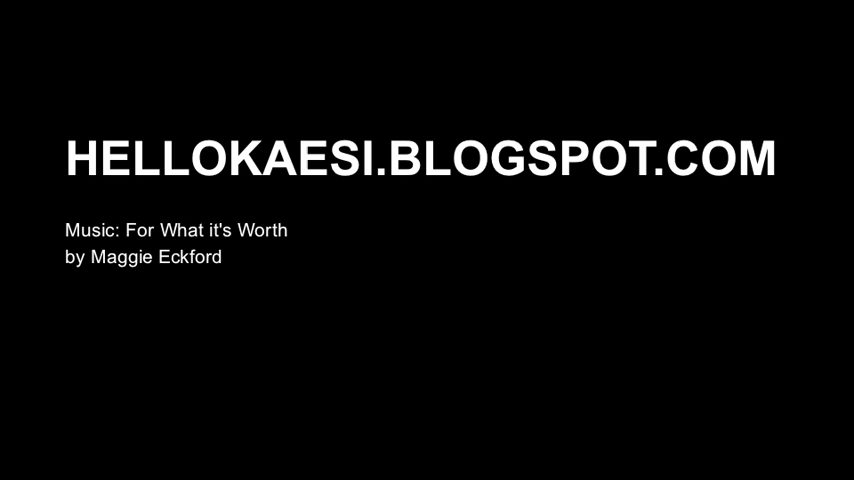 HELLOKAESI.BLOGSPOT.COM
Music: For What it's Worth
by Maggie Eckford